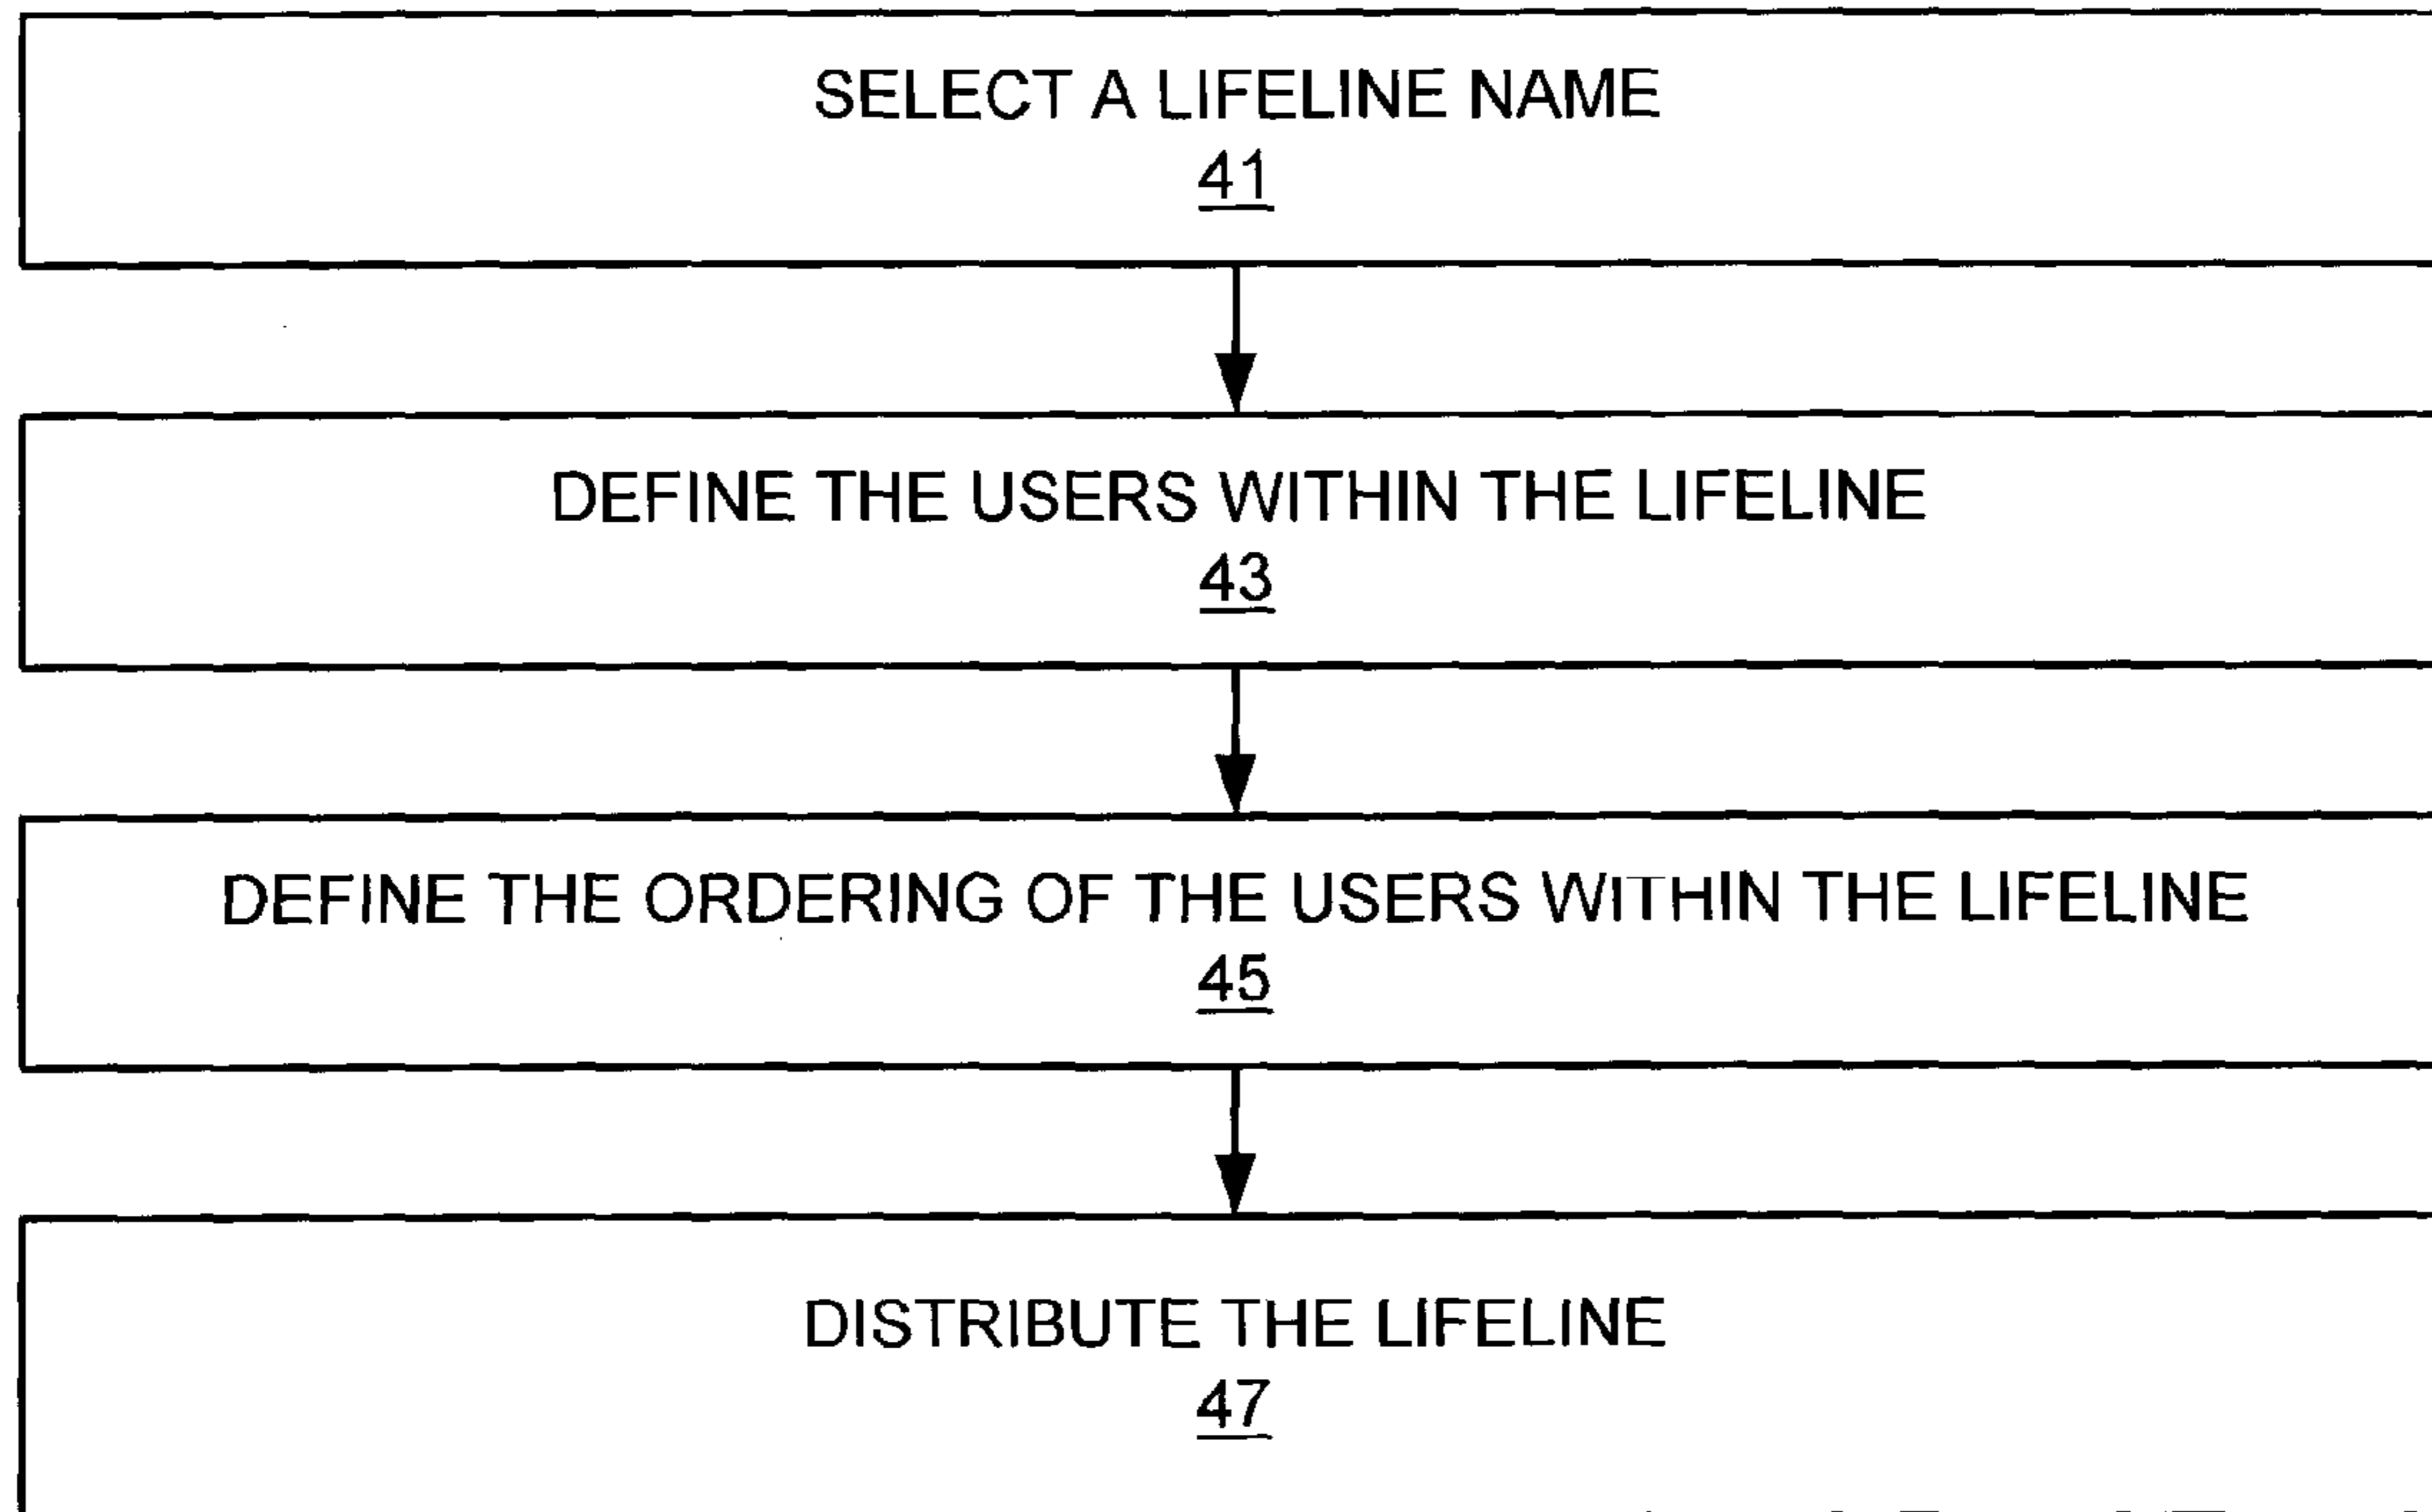 SELECT A LIFELINE NAME
41
DEFINE THE USERS WITHIN THE LIFELINE
43
DEFINE THE ORDERING OF THE USERS WITHIN THE LIFELINE
45
DISTRIBUTE THE LIFELINE
47